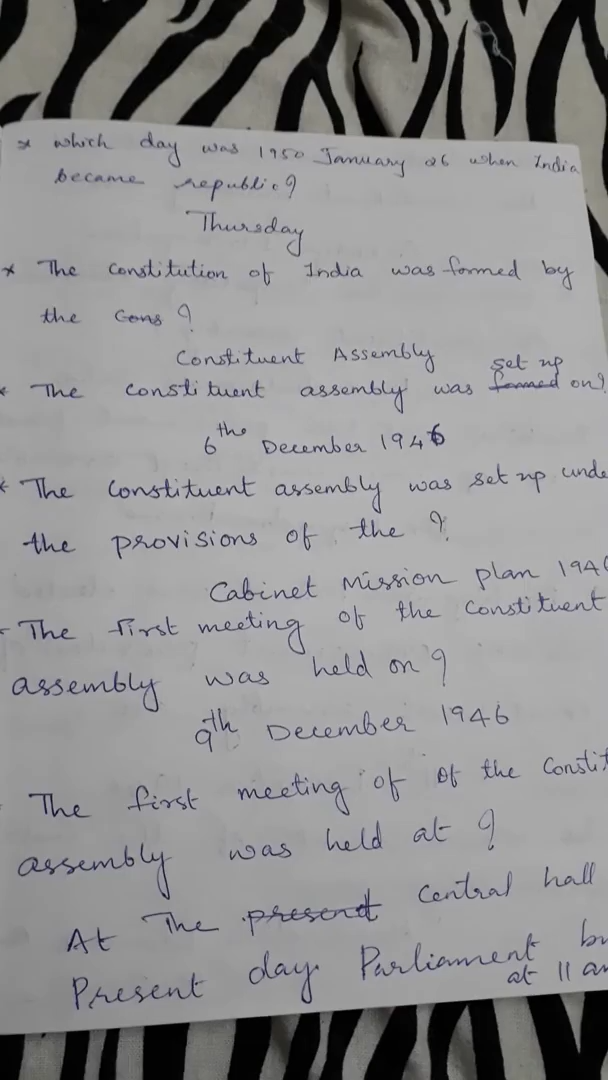 * which day was 1950 January 26 when India
became republic?
Thursday
* The constitution of India was formed by
the Cons ?
Constituent Assembly
* The constituent assembly was set up on?
6th December 1946
* The Constituent assembly was set up unde
the provisions of the ?
Cabinet Mission plan 194
- The first meeting of the Constituent
assembly was held on ?
9th December 1946
- The first meeting of of the Constit
assembly was held at ?
At The present central hall
Present day Parliament bu
at 11 am